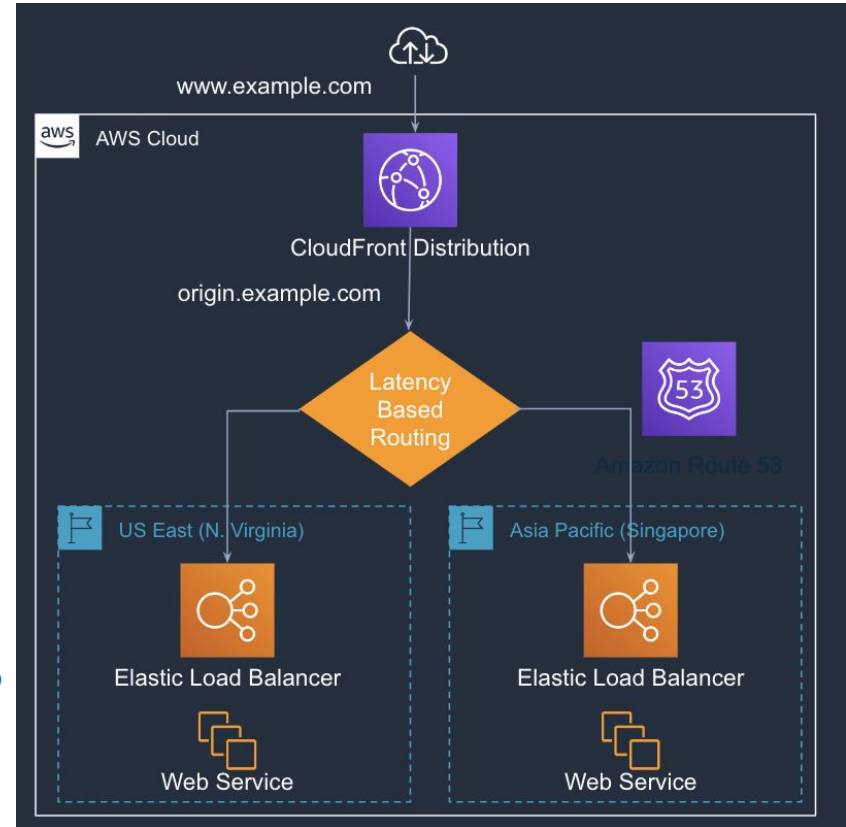 www.example.com
aws
AWS Cloud
CloudFront Distribution
origin.example.com
Latency
Based
Routing
53
Amazon Route 53
US East (N. Virginia)
Asia Pacific (Singapore)
Elastic Load Balancer
Elastic Load Balancer
Web Service
Web Service